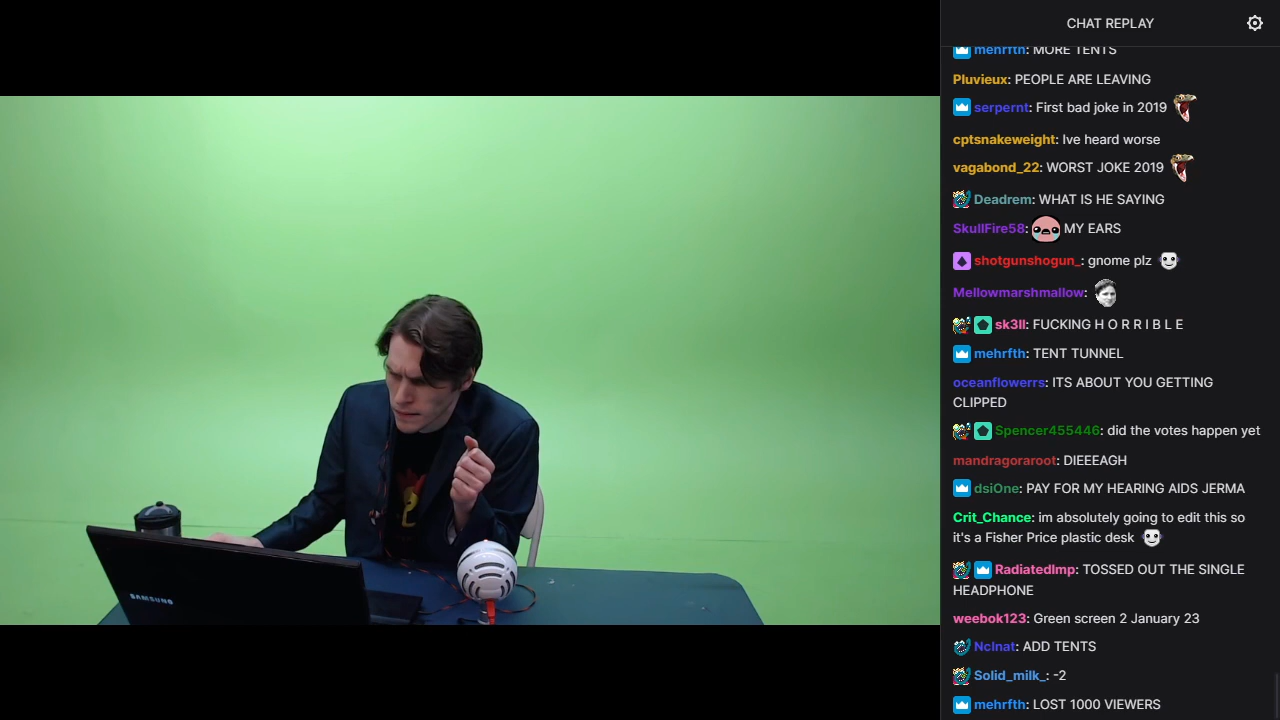 SAMSUNG
CHAT REPLAY
mehrfth: MORE TENTS
Pluvieux: PEOPLE ARE LEAVING
serpernt: First bad joke in 2019
cptsnakeweight: Ive heard worse
vagabond_22: WORST JOKE 2019
Deadrem: WHAT IS HE SAYING
SkullFire58: MY EARS
shotgunshogun_: gnome plz
Mellowmarshmallow:
sk3ll: FUCKING H O R R I B L E
mehrfth: TENT TUNNEL
oceanflowerrs: ITS ABOUT YOU GETTING
CLIPPED
Spencer455446: did the votes happen yet
mandragoraroot: DIEEEAGH
dsiOne: PAY FOR MY HEARING AIDS JERMA
Crit_Chance: im absolutely going to edit this so
it's a Fisher Price plastic desk
RadiatedImp: TOSSED OUT THE SINGLE
HEADPHONE
weebok123: Green screen 2 January 23
NcInat: ADD TENTS
Solid_milk_: -2
mehrfth: LOST 1000 VIEWERS